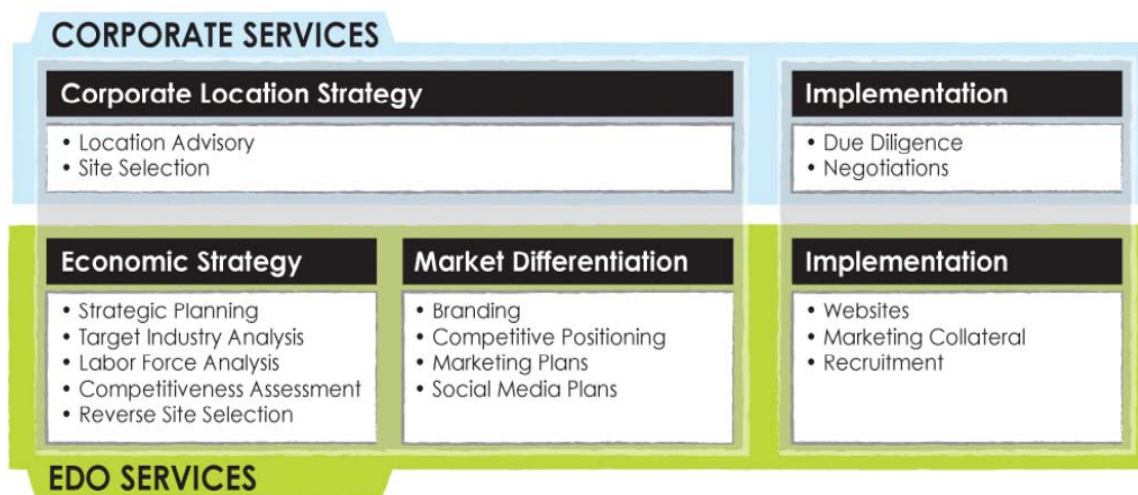 CORPORATE SERVICES
Corporate Location Strategy
• Location Advisory
• Site Selection
Implementation
• Due Diligence
• Negotiations
Economic Strategy
• Strategic Planning
• Target Industry Analysis
• Labor Force Analysis
• Competitiveness Assessment
• Reverse Site Selection
Market Differentiation
• Branding
• Competitive Positioning
• Marketing Plans
• Social Media Plans
Implementation
• Websites
• Marketing Collateral
• Recruitment
EDO SERVICES